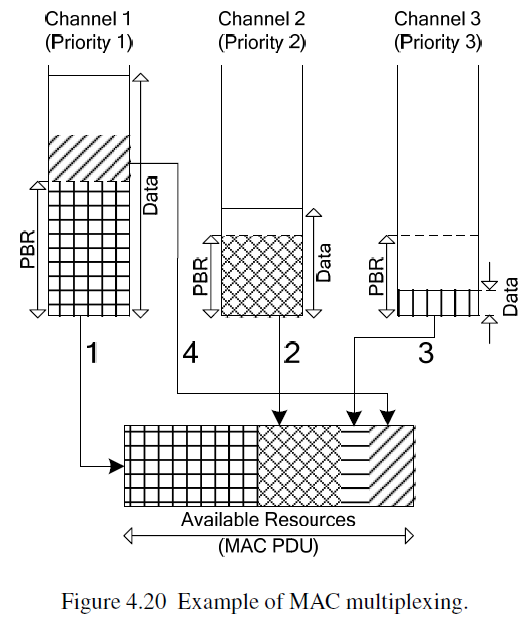 Channel 1
(Priority 1)
Channel 2
(Priority 2)
Channel 3
(Priority 3)
PBR
Data
PBR
Data
PBR
Data
1
4
2
3
Available Resources
(MAC PDU)
Figure 4.20 Example of MAC multiplexing.